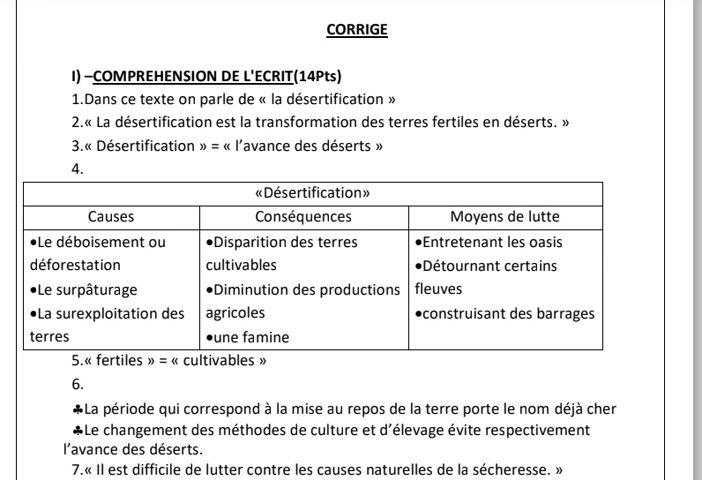 CORRIGE
I) –COMPREHENSION DE L'ECRIT(14Pts)
1.Dans ce texte on parle de « la désertification »
2.« La désertification est la transformation des terres fertiles en déserts. »
3.« Désertification » = « l’avance des déserts »
4.
«Désertification»
Causes
Conséquences
Moyens de lutte
●Le déboisement ou
déforestation
●Le surpâturage
●La surexploitation des
terres
●Disparition des terres
cultivables
●Diminution des productions
agricoles
●une famine
●Entretenant les oasis
●Détournant certains
fleuves
●construisant des barrages
5.« fertiles » = « cultivables »
6.
♣La période qui correspond à la mise au repos de la terre porte le nom déjà cher
♣Le changement des méthodes de culture et d’élevage évite respectivement
l’avance des déserts.
7.« Il est difficile de lutter contre les causes naturelles de la sécheresse. »